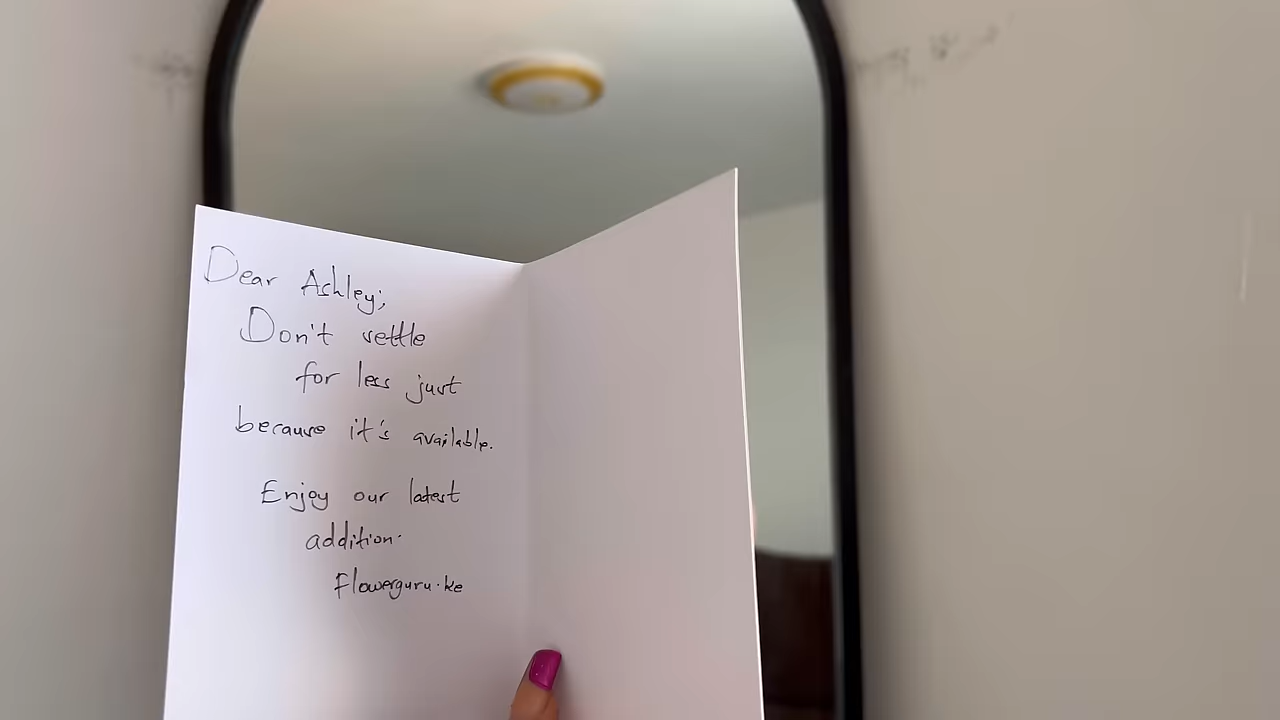 Dear Ashley;
Don't settle
for less just
because it's available.
Enjoy our latest
addition.
Flowerguru.ke